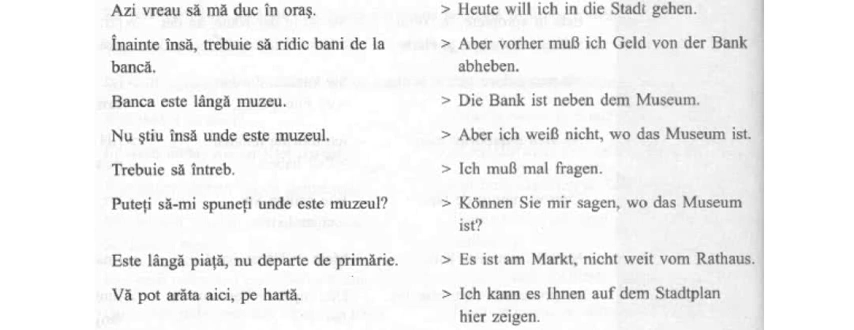 Azi vreau să mă duc în oraş.
> Heute will ich in die Stadt gehen.
Înainte însă, trebuie să ridic bani de la
bancă.
> Aber vorher muß ich Geld von der Bank
abheben.
Banca este lângă muzeu.
> Die Bank ist neben dem Museum.
Nu ştiu însă unde este muzeul.
> Aber ich weiß nicht, wo das Museum ist.
Trebuie să întreb.
> Ich muß mal fragen.
Puteţi să-mi spuneţi unde este muzeul?
> Können Sie mir sagen, wo das Museum
ist?
Este lângă piaţă, nu departe de primărie.
> Es ist am Markt, nicht weit vom Rathaus.
Vă pot arăta aici, pe hartă.
> Ich kann es Ihnen auf dem Stadtplan
hier zeigen.